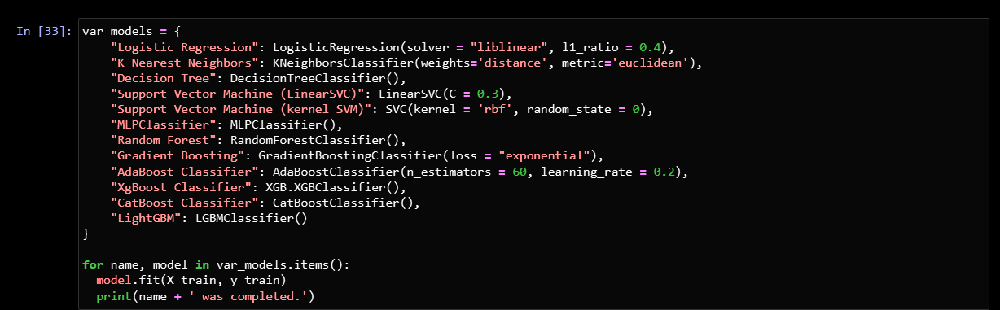 In [33]: var_models = {
    "Logistic Regression": LogisticRegression(solver = "liblinear", l1_ratio = 0.4),
    "K-Nearest Neighbors": KNeighborsClassifier(weights='distance', metric='euclidean'),
    "Decision Tree": DecisionTreeClassifier(),
    "Support Vector Machine (LinearSVC)": LinearSVC(C = 0.3),
    "Support Vector Machine (kernel SVM)": SVC(kernel = 'rbf', random_state = 0),
    "MLPClassifier": MLPClassifier(),
    "Random Forest": RandomForestClassifier(),
    "Gradient Boosting": GradientBoostingClassifier(loss = "exponential"),
    "AdaBoost Classifier": AdaBoostClassifier(n_estimators = 60, learning_rate = 0.2),
    "XgBoost Classifier": XGB.XGBClassifier(),
    "CatBoost Classifier": CatBoostClassifier(),
    "LightGBM": LGBMClassifier()
}
for name, model in var_models.items():
  model.fit(X_train, y_train)
  print(name + ' was completed.')